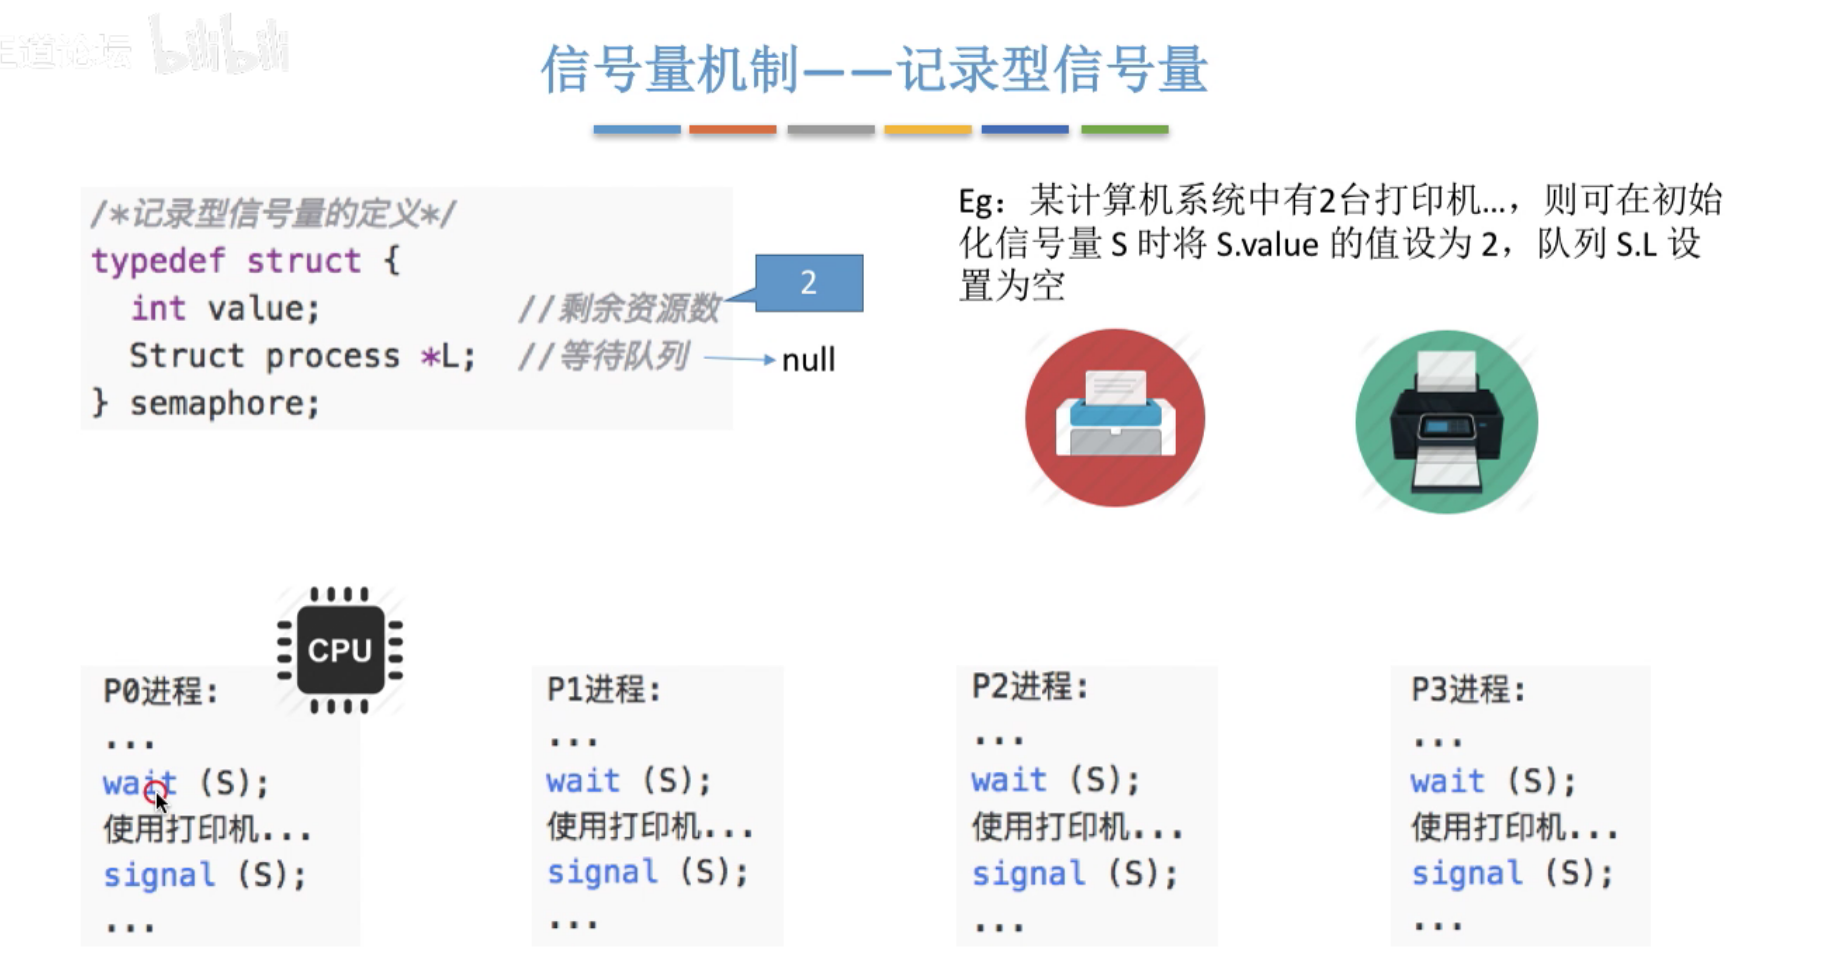 王道论坛 bilibili
信号量机制——记录型信号量
/*记录型信号量的定义*/
typedef struct {
int value; //剩余资源数
2
Struct process *L; //等待队列
null
} semaphore;
Eg：某计算机系统中有2台打印机...，则可在初始
化信号量 S 时将 S.value 的值设为 2，队列 S.L 设
置为空
CPU
P0进程:
...
wait (S);
使用打印机...
signal (S);
...
P1进程:
...
wait (S);
使用打印机...
signal (S);
...
P2进程:
...
wait (S);
使用打印机...
signal (S);
...
P3进程:
...
wait (S);
使用打印机...
signal (S);
...